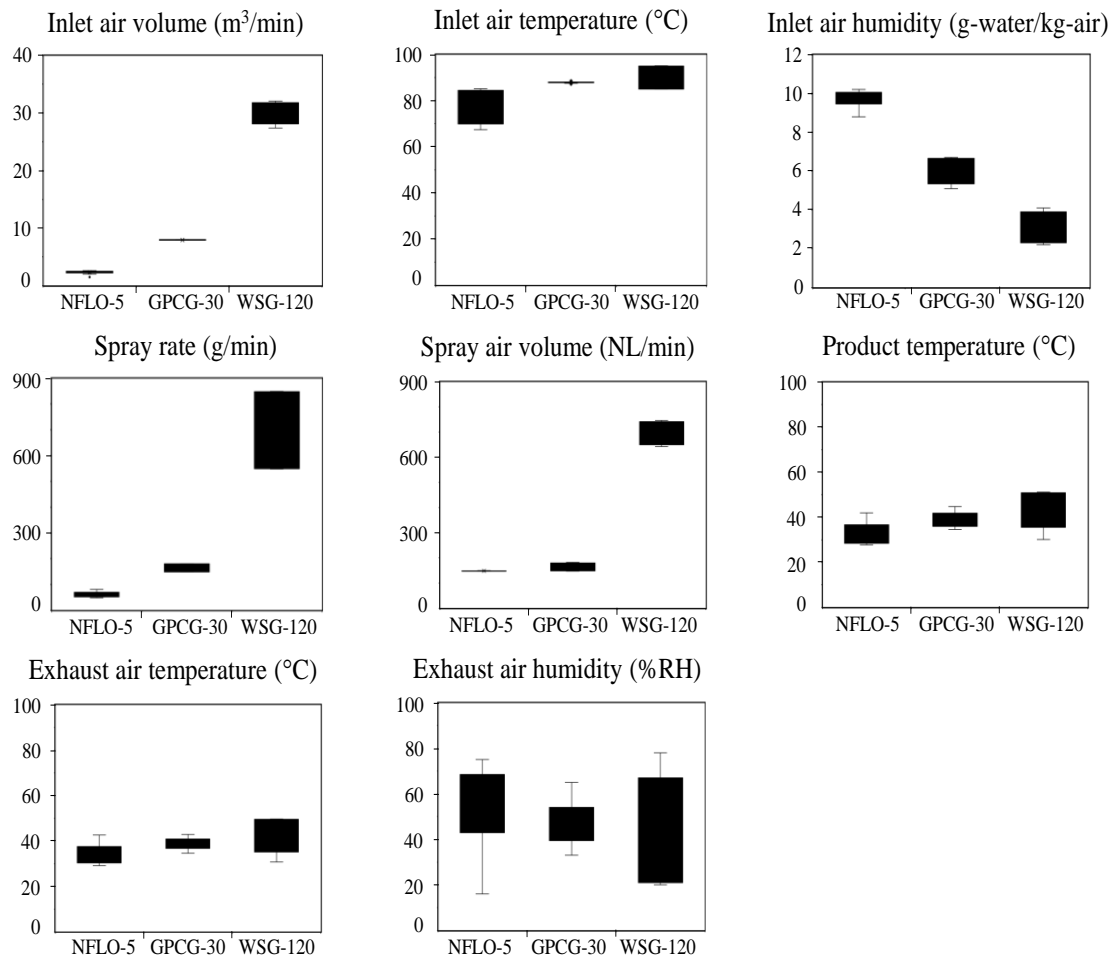 Inlet air volume (m³/min)
40
30
20
10
0
NFLO-5 GPCG-30 WSG-120
Inlet air temperature (°C)
100
80
60
40
20
0
NFLO-5 GPCG-30 WSG-120
Inlet air humidity (g-water/kg-air)
12
10
8
6
4
2
0
NFLO-5 GPCG-30 WSG-120
Spray rate (g/min)
900
600
300
0
NFLO-5 GPCG-30 WSG-120
Spray air volume (NL/min)
900
600
300
0
NFLO-5 GPCG-30 WSG-120
Product temperature (°C)
100
80
60
40
20
0
NFLO-5 GPCG-30 WSG-120
Exhaust air temperature (°C)
100
80
60
40
20
0
NFLO-5 GPCG-30 WSG-120
Exhaust air humidity (%RH)
100
80
60
40
20
0
NFLO-5 GPCG-30 WSG-120